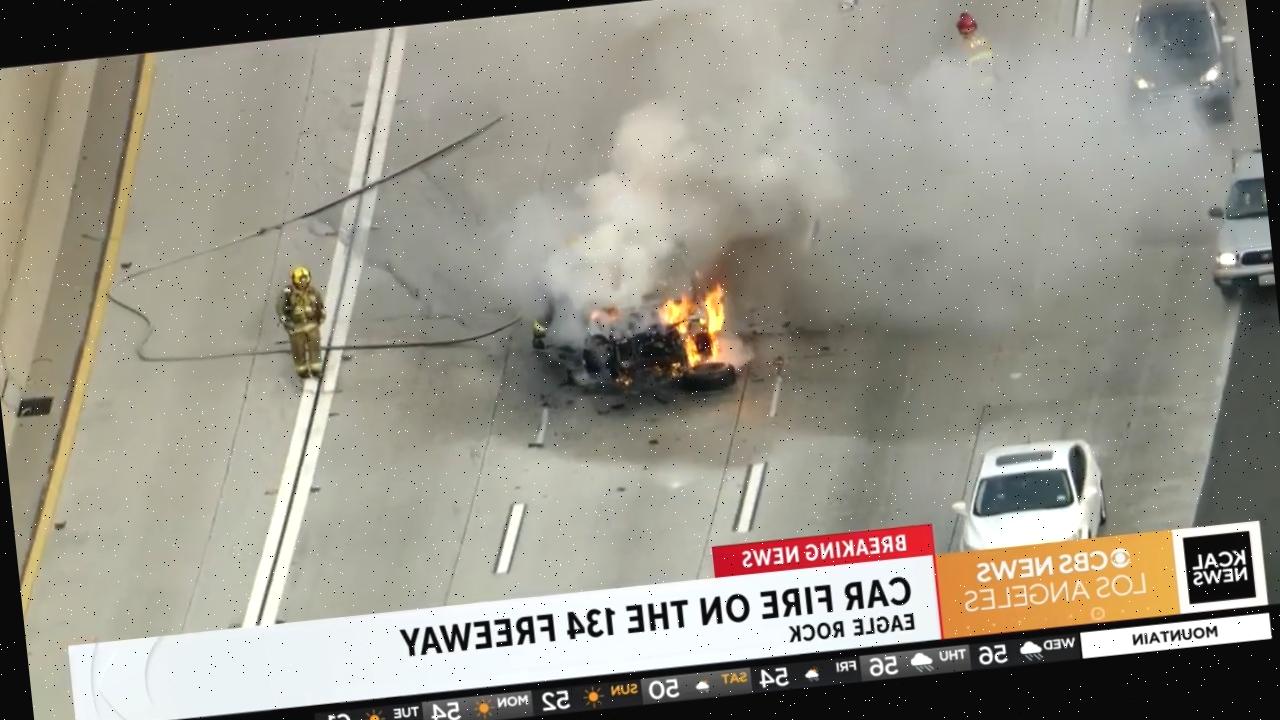 KCAL
NEWS
CBS NEWS
LOS ANGELES
BREAKING NEWS
CAR FIRE ON THE 134 FREEWAY
EAGLE ROCK
MOUNTAIN
WED 56 THU 56 FRI 54 SAT 50 SUN 52 MON 54 TUE